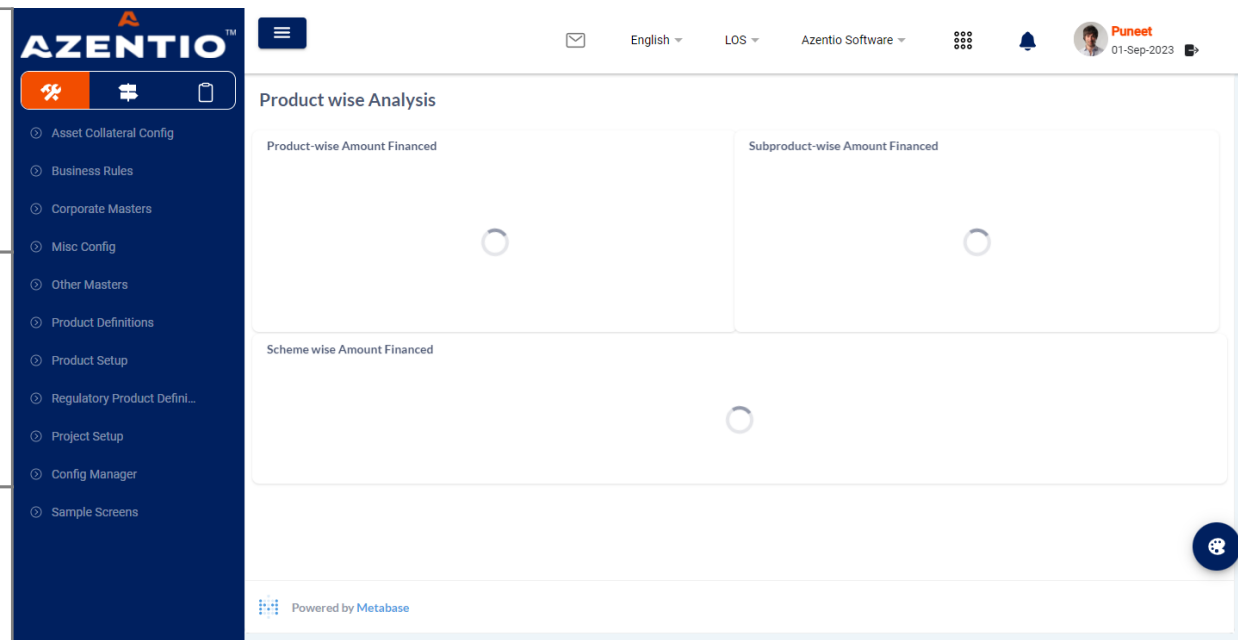 AZENTIO™
English
LOS
Azentio Software
Puneet
01-Sep-2023
Asset Collateral Config
Business Rules
Corporate Masters
Misc Config
Other Masters
Product Definitions
Product Setup
Regulatory Product Defini...
Project Setup
Config Manager
Sample Screens
Product wise Analysis
Product-wise Amount Financed
Subproduct-wise Amount Financed
Scheme wise Amount Financed
Powered by Metabase